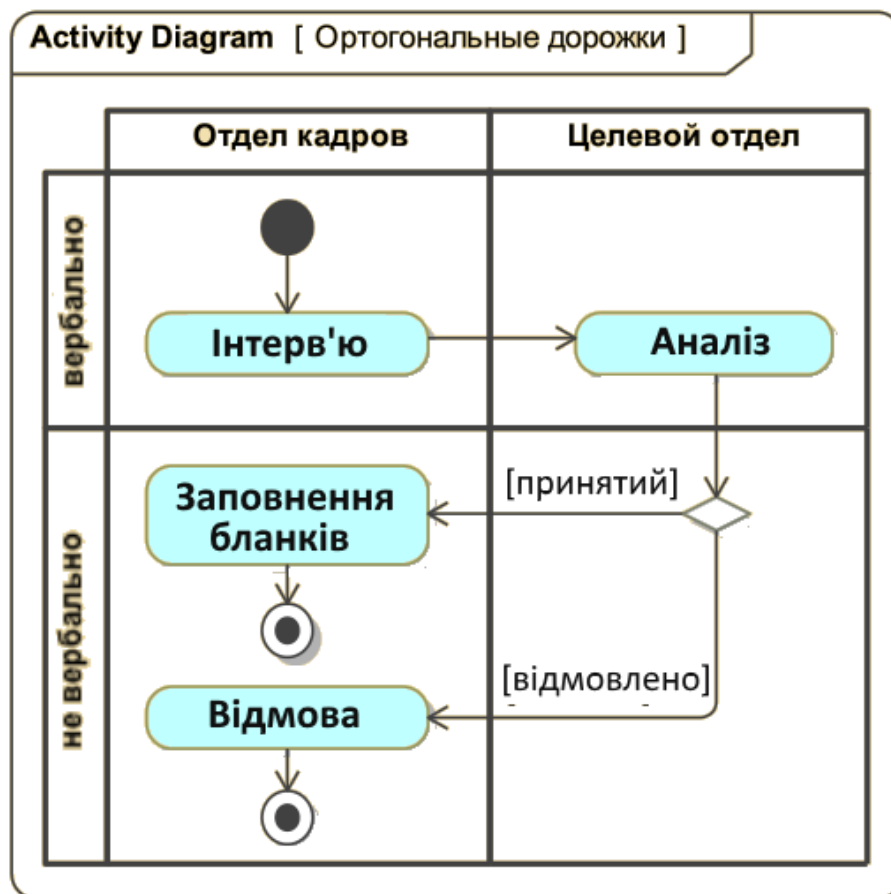 Activity Diagram [ Ортогональные дорожки ]
Отдел кадров
Целевой отдел
вербально
Інтерв'ю
Аналіз
не вербально
Заповнення
бланків
[принятий]
[відмовлено]
Відмова